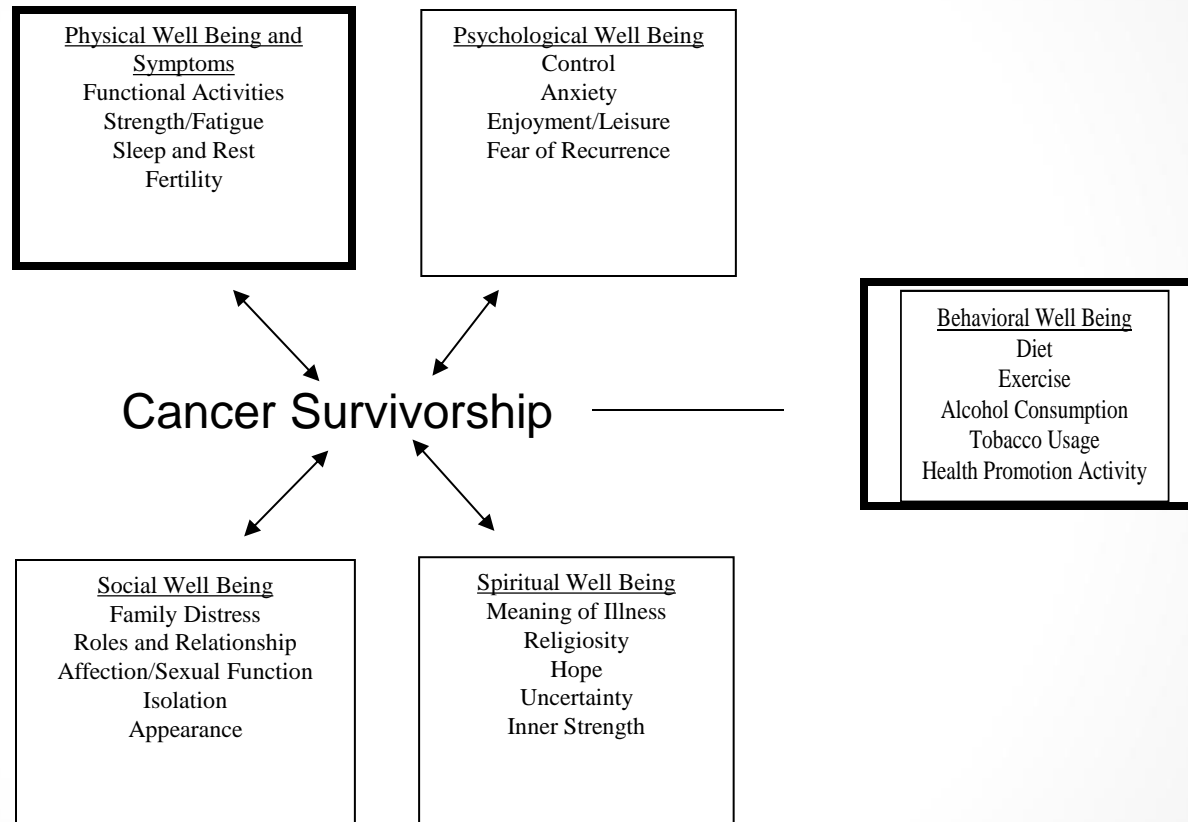 Physical Well Being and
Symptoms
Functional Activities
Strength/Fatigue
Sleep and Rest
Fertility
Psychological Well Being
Control
Anxiety
Enjoyment/Leisure
Fear of Recurrence
Cancer Survivorship
Behavioral Well Being
Diet
Exercise
Alcohol Consumption
Tobacco Usage
Health Promotion Activity
Social Well Being
Family Distress
Roles and Relationship
Affection/Sexual Function
Isolation
Appearance
Spiritual Well Being
Meaning of Illness
Religiosity
Hope
Uncertainty
Inner Strength